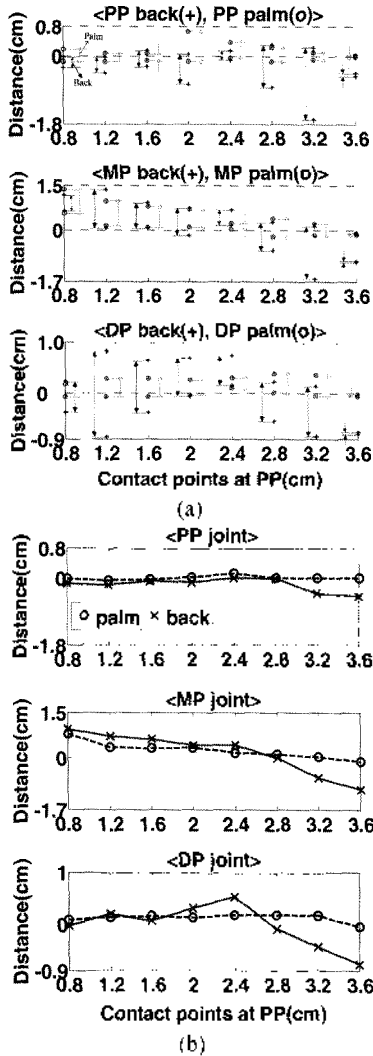 <PP back(+), PP palm(o)>
Distance(cm)
0.8
0
-1.8
Palm
Back
0.8 1.2 1.6 2 2.4 2.8 3.2 3.6
<MP back(+), MP palm(o)>
Distance(cm)
1.5
0
-1.7
0.8 1.2 1.6 2 2.4 2.8 3.2 3.6
<DP back(+), DP palm(o)>
Distance(cm)
1.0
0
-0.9
0.8 1.2 1.6 2 2.4 2.8 3.2 3.6
Contact points at PP(cm)
(a)
<PP joint>
Distance(cm)
0.8
0
-1.8
palm back
0.8 1.2 1.6 2 2.4 2.8 3.2 3.6
<MP joint>
Distance(cm)
1.5
0
-1.7
0.8 1.2 1.6 2 2.4 2.8 3.2 3.6
<DP joint>
Distance(cm)
1
0
-0.9
0.8 1.2 1.6 2 2.4 2.8 3.2 3.6
Contact points at PP(cm)
(b)